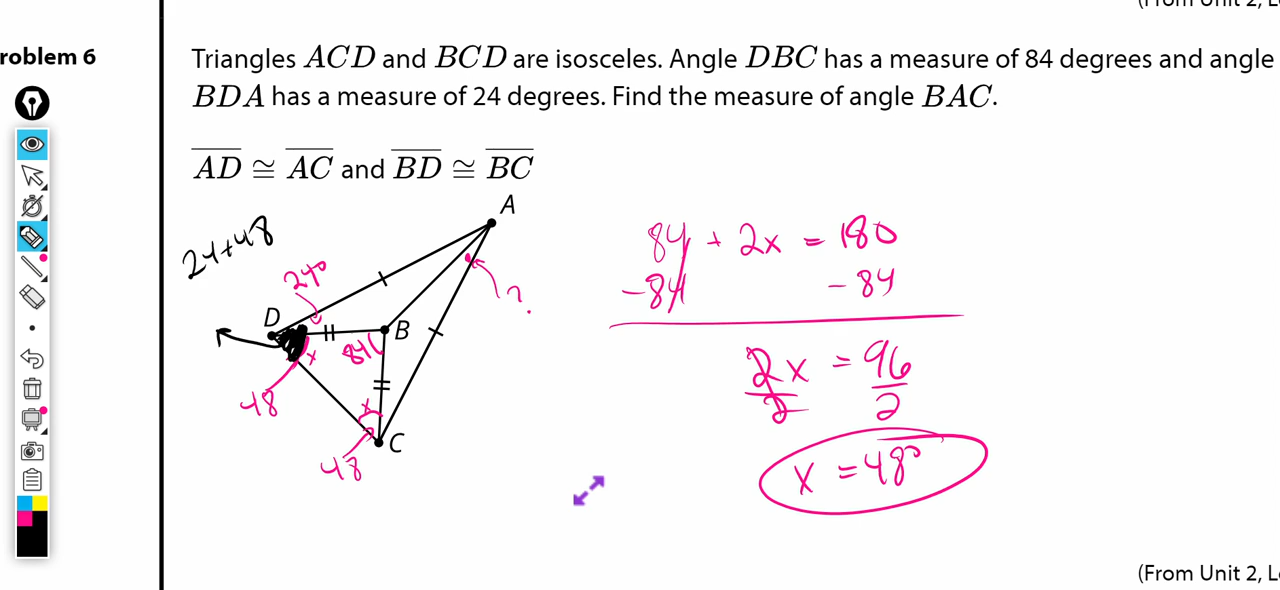 (From Unit 2, L
roblem 6
Triangles ACD and BCD are isosceles. Angle DBC has a measure of 84 degrees and angle
BDA has a measure of 24 degrees. Find the measure of angle BAC.
AD ≅ AC and BD ≅ BC
A
24+48
24°
?
D
B
84
x
48
x
C
48
84 + 2x = 180
-84 -84
2x = 96
2 2
x = 48°
(From Unit 2, L